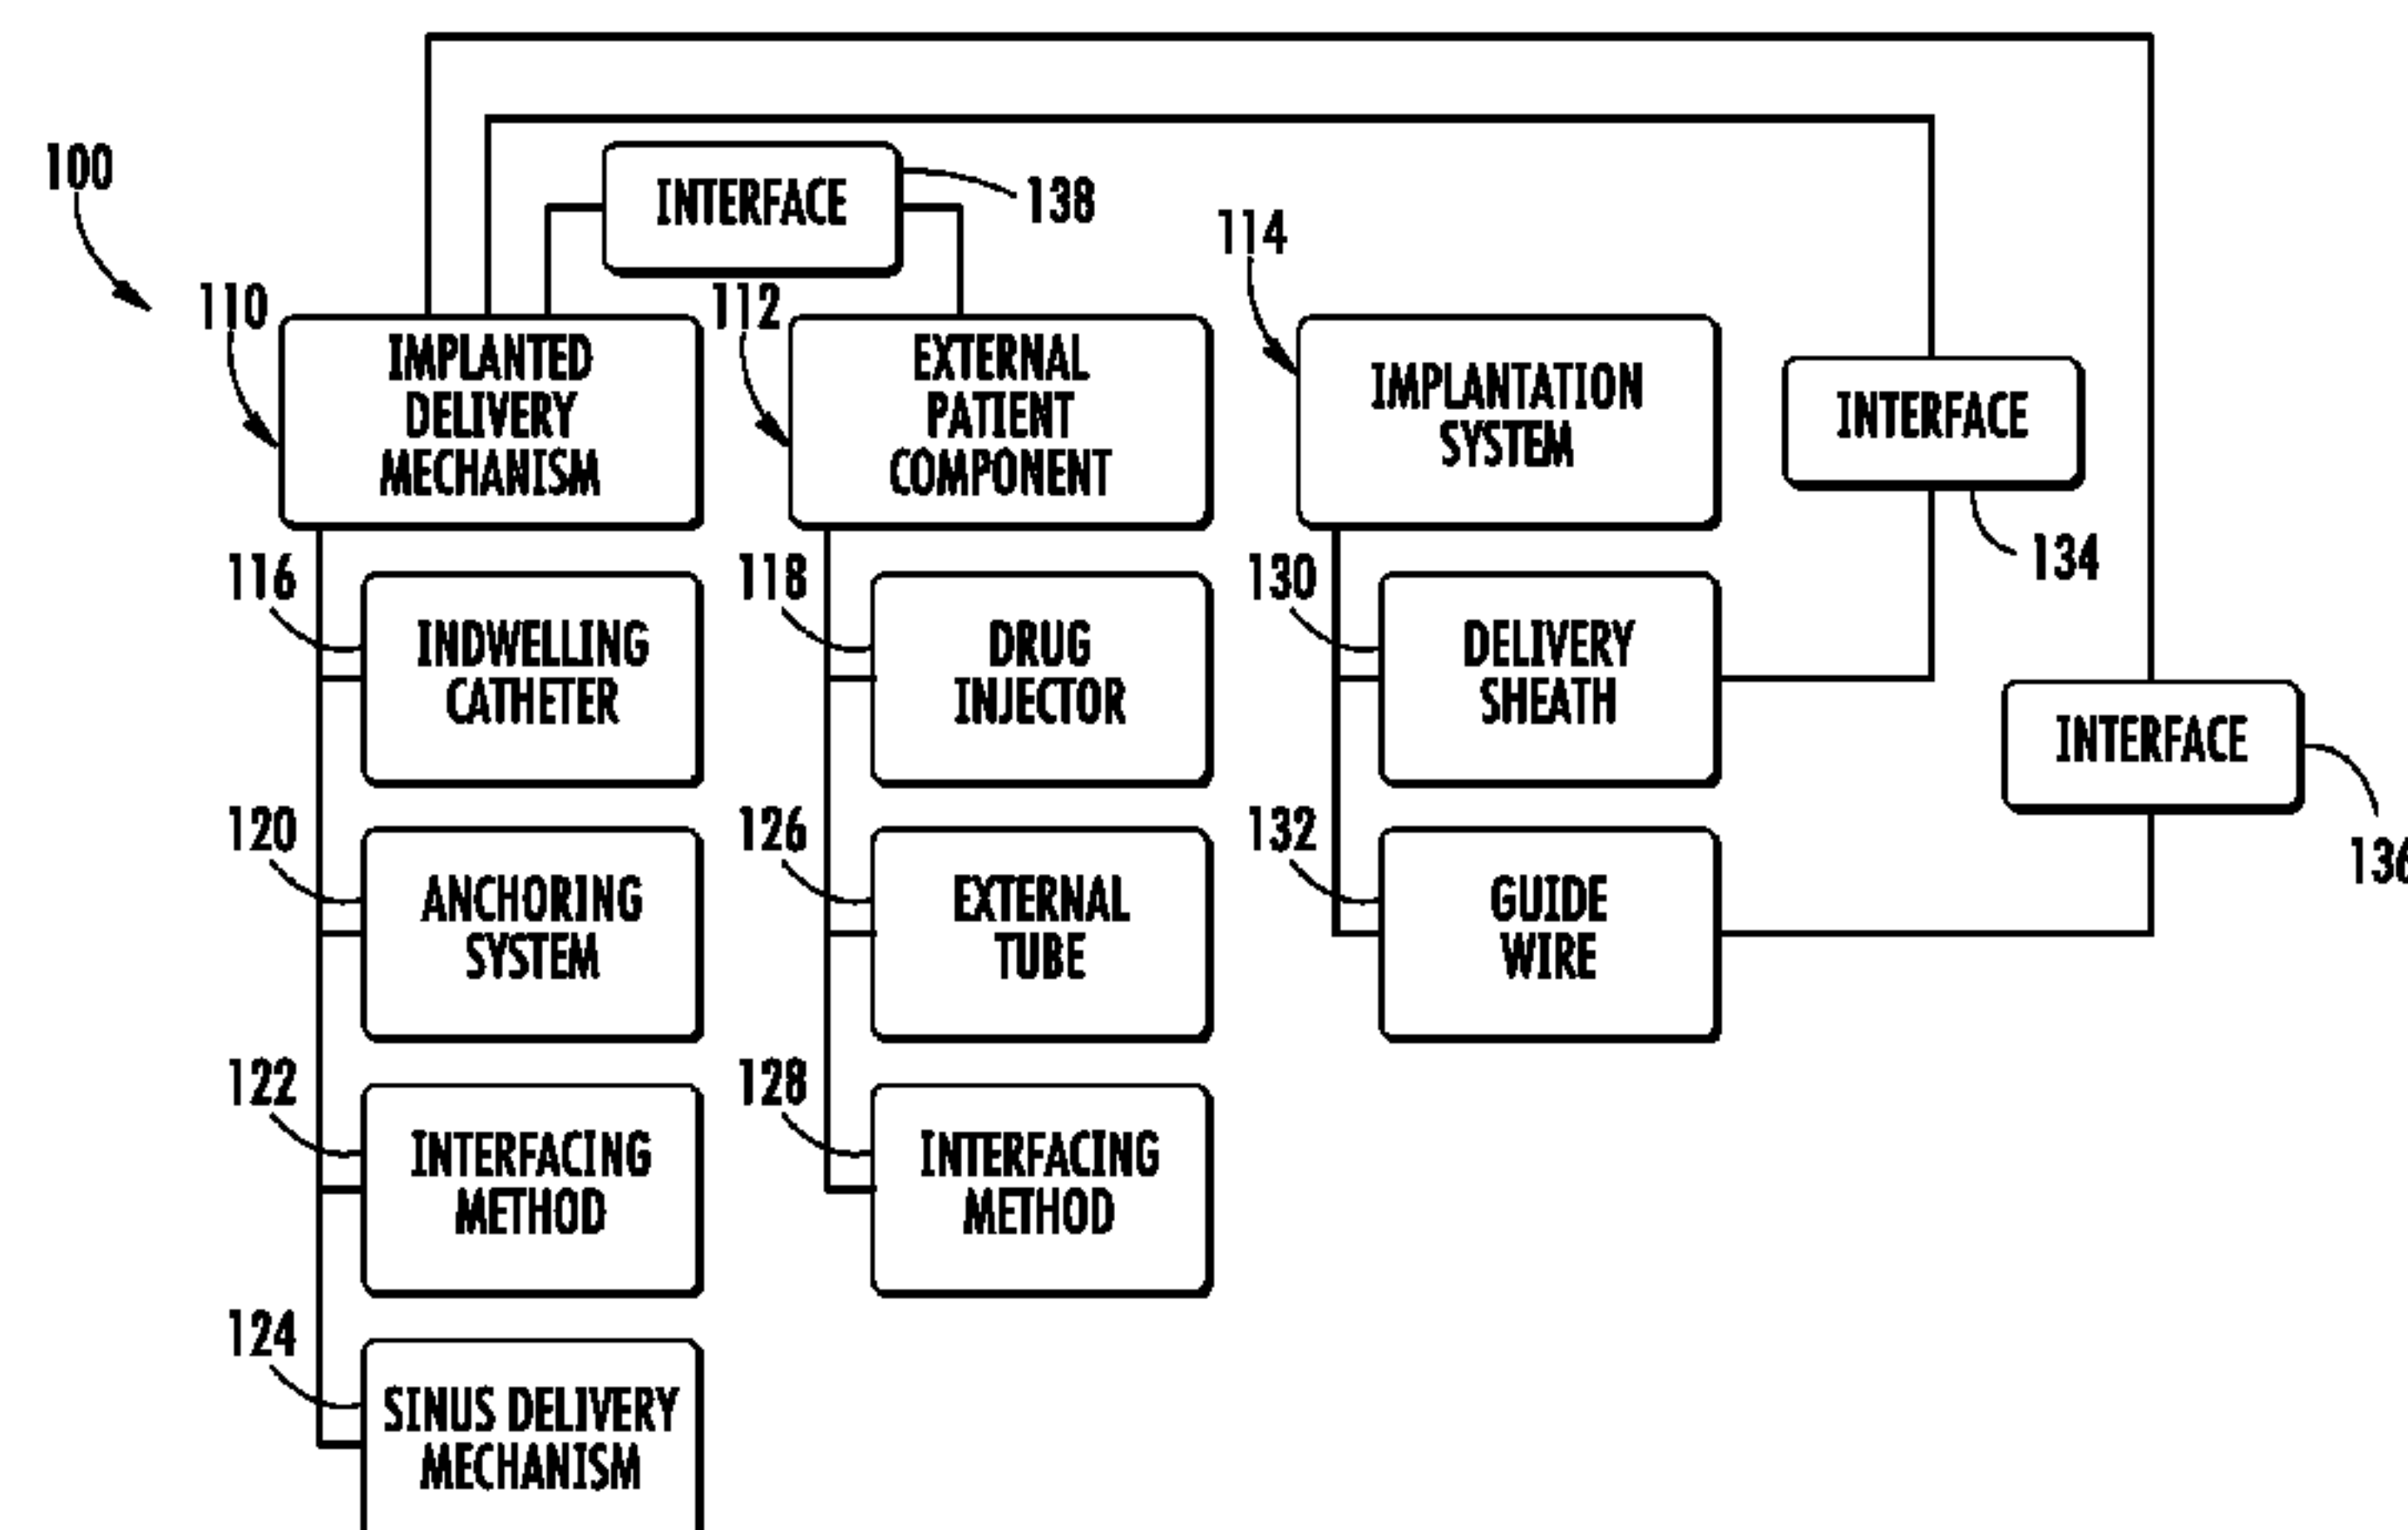 100
INTERFACE
138
114
110
IMPLANTED
DELIVERY
MECHANISM
112
EXTERNAL
PATIENT
COMPONENT
IMPLANTATION
SYSTEM
INTERFACE
134
116
INDWELLING
CATHETER
118
DRUG
INJECTOR
130
DELIVERY
SHEATH
INTERFACE
136
120
ANCHORING
SYSTEM
126
EXTERNAL
TUBE
132
GUIDE
WIRE
122
INTERFACING
METHOD
128
INTERFACING
METHOD
124
SINUS DELIVERY
MECHANISM